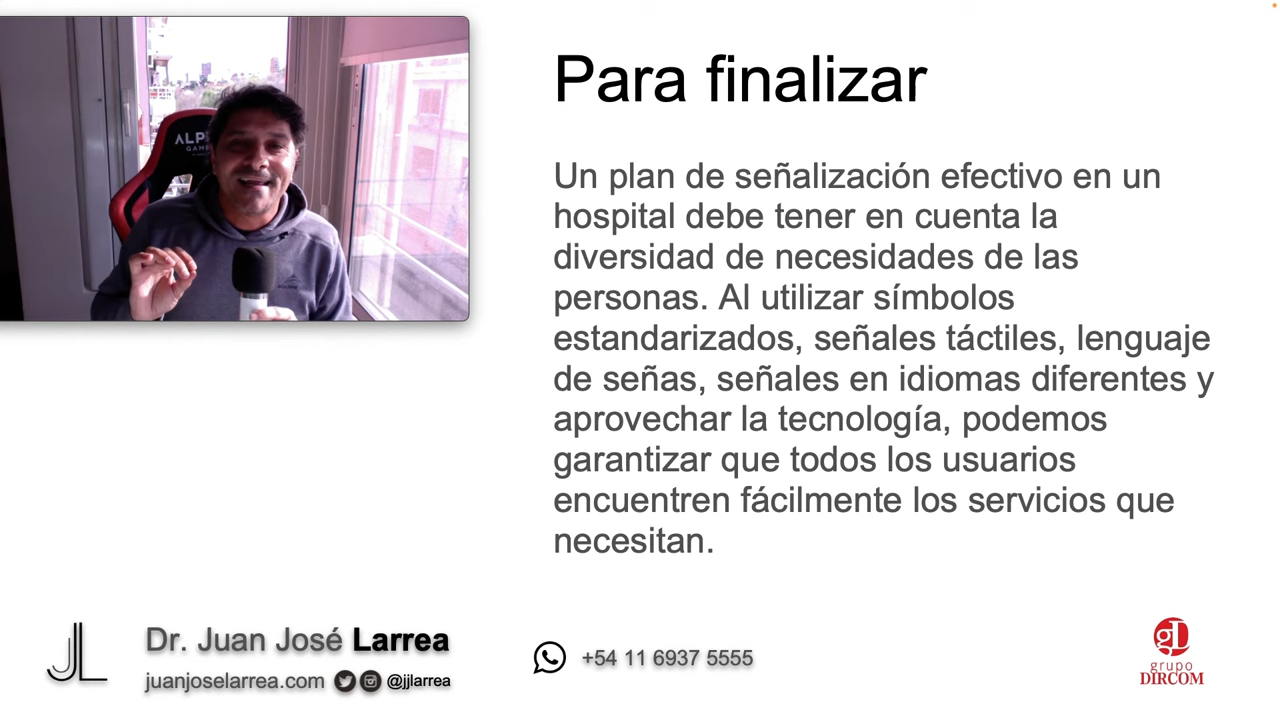 Para finalizar
Un plan de señalización efectivo en un
hospital debe tener en cuenta la
diversidad de necesidades de las
personas. Al utilizar símbolos
estandarizados, señales táctiles, lenguaje
de señas, señales en idiomas diferentes y
aprovechar la tecnología, podemos
garantizar que todos los usuarios
encuentren fácilmente los servicios que
necesitan.
JL
Dr. Juan José Larrea
juanjoselarrea.com @jjlarrea
+54 11 6937 5555
grupo
DIRCOM